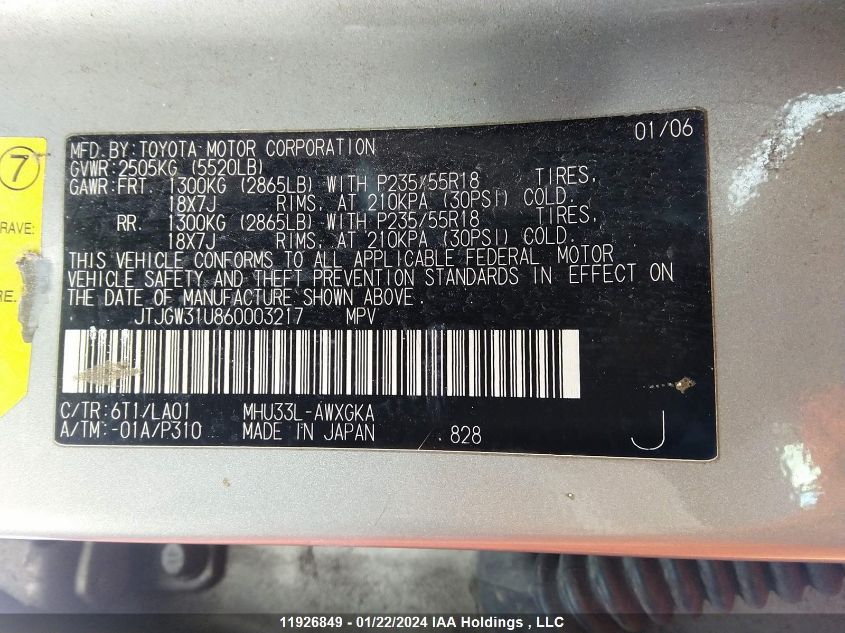 MFD.BY:TOYOTA MOTOR CORPORATION 01/06
GVWR:2505KG (5520LB)
GAWR:FRT. 1300KG (2865LB) WITH P235/55R18 TIRES,
18X7J RIMS, AT 210KPA (30PSI) COLD.
RR. 1300KG (2865LB) WITH P235/55R18 TIRES,
18X7J RIMS, AT 210KPA (30PSI) COLD.
THIS VEHICLE CONFORMS TO ALL APPLICABLE FEDERAL MOTOR
VEHICLE SAFETY AND THEFT PREVENTION STANDARDS IN EFFECT ON
THE DATE OF MANUFACTURE SHOWN ABOVE.
JTJGW31U860003217 MPV
C/TR:6T1/LA01 MHU33L-AWXGKA
A/TM:-01A/P310 MADE IN JAPAN 828 J
7
RAVE:
RE.
11926849 - 01/22/2024 IAA Holdings , LLC